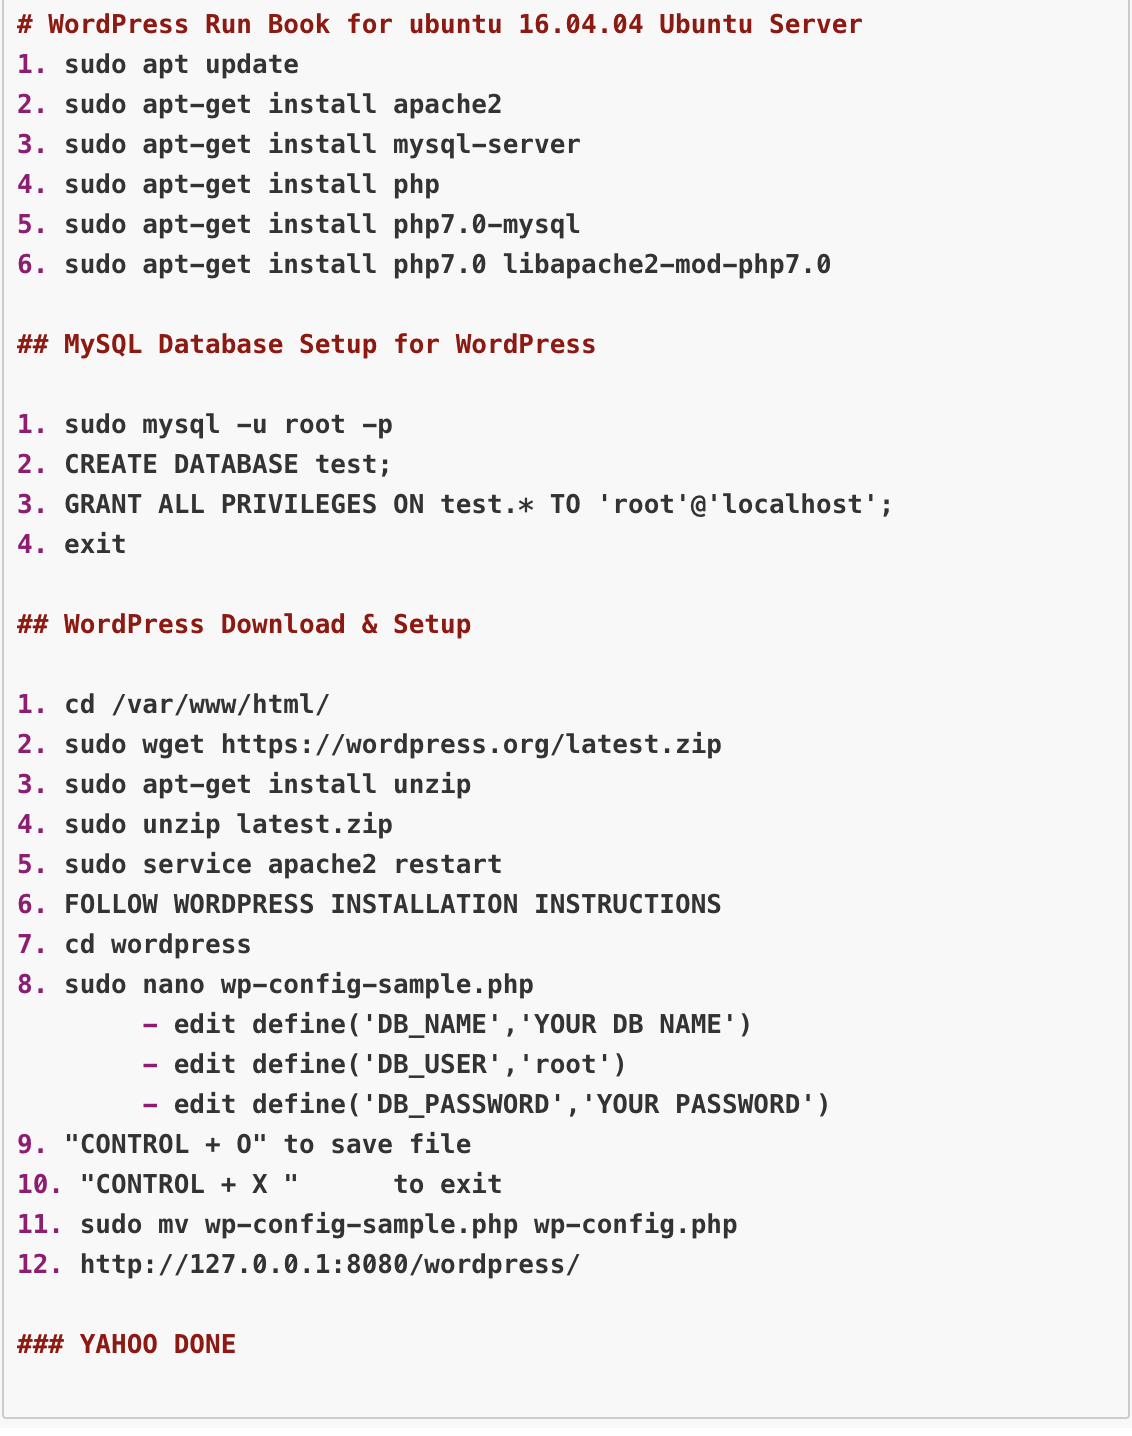 # WordPress Run Book for ubuntu 16.04.04 Ubuntu Server
1. sudo apt update
2. sudo apt-get install apache2
3. sudo apt-get install mysql-server
4. sudo apt-get install php
5. sudo apt-get install php7.0-mysql
6. sudo apt-get install php7.0 libapache2-mod-php7.0
## MySQL Database Setup for WordPress
1. sudo mysql -u root -p
2. CREATE DATABASE test;
3. GRANT ALL PRIVILEGES ON test.* TO 'root'@'localhost';
4. exit
## WordPress Download & Setup
1. cd /var/www/html/
2. sudo wget https://wordpress.org/latest.zip
3. sudo apt-get install unzip
4. sudo unzip latest.zip
5. sudo service apache2 restart
6. FOLLOW WORDPRESS INSTALLATION INSTRUCTIONS
7. cd wordpress
8. sudo nano wp-config-sample.php
- edit define('DB_NAME','YOUR DB NAME')
- edit define('DB_USER','root')
- edit define('DB_PASSWORD','YOUR PASSWORD')
9. "CONTROL + O" to save file
10. "CONTROL + X "      to exit
11. sudo mv wp-config-sample.php wp-config.php
12. http://127.0.0.1:8080/wordpress/
### YAHOO DONE